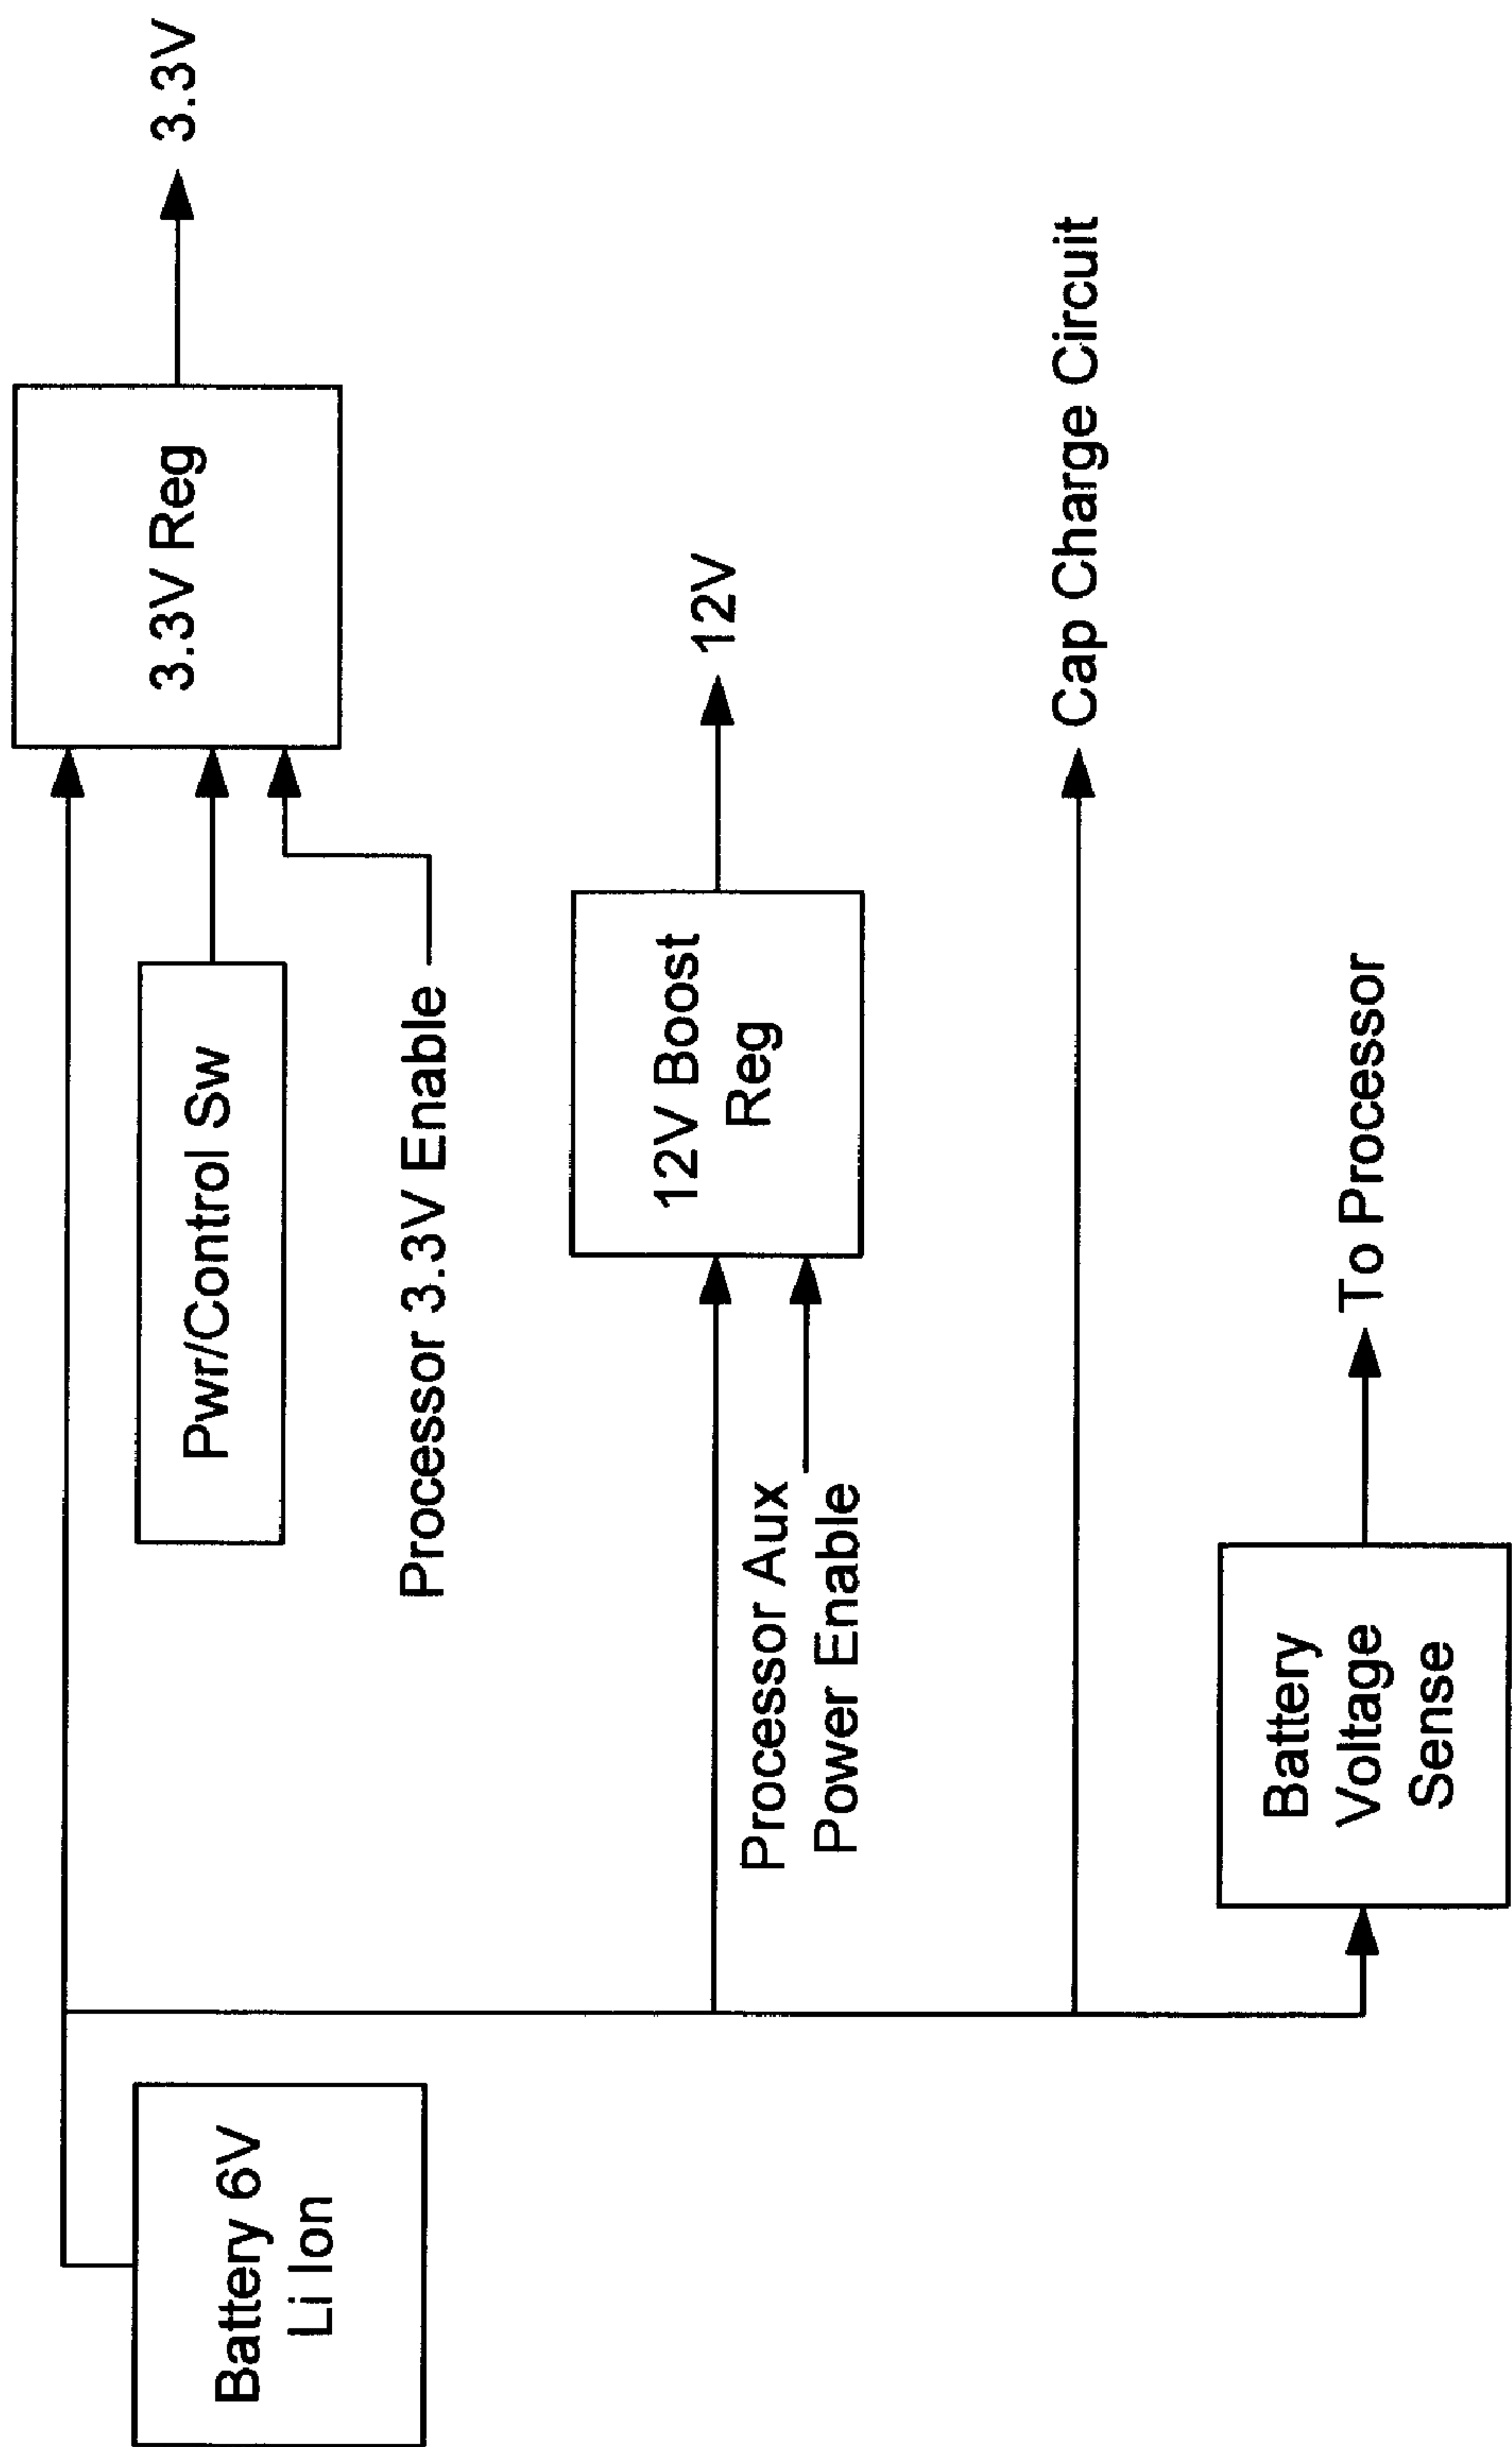 Battery 6V
Li Ion
Pwr/Control Sw
Processor 3.3V Enable
3.3V Reg
3.3V
Processor Aux
Power Enable
12V Boost
Reg
12V
Cap Charge Circuit
Battery
Voltage
Sense
To Processor